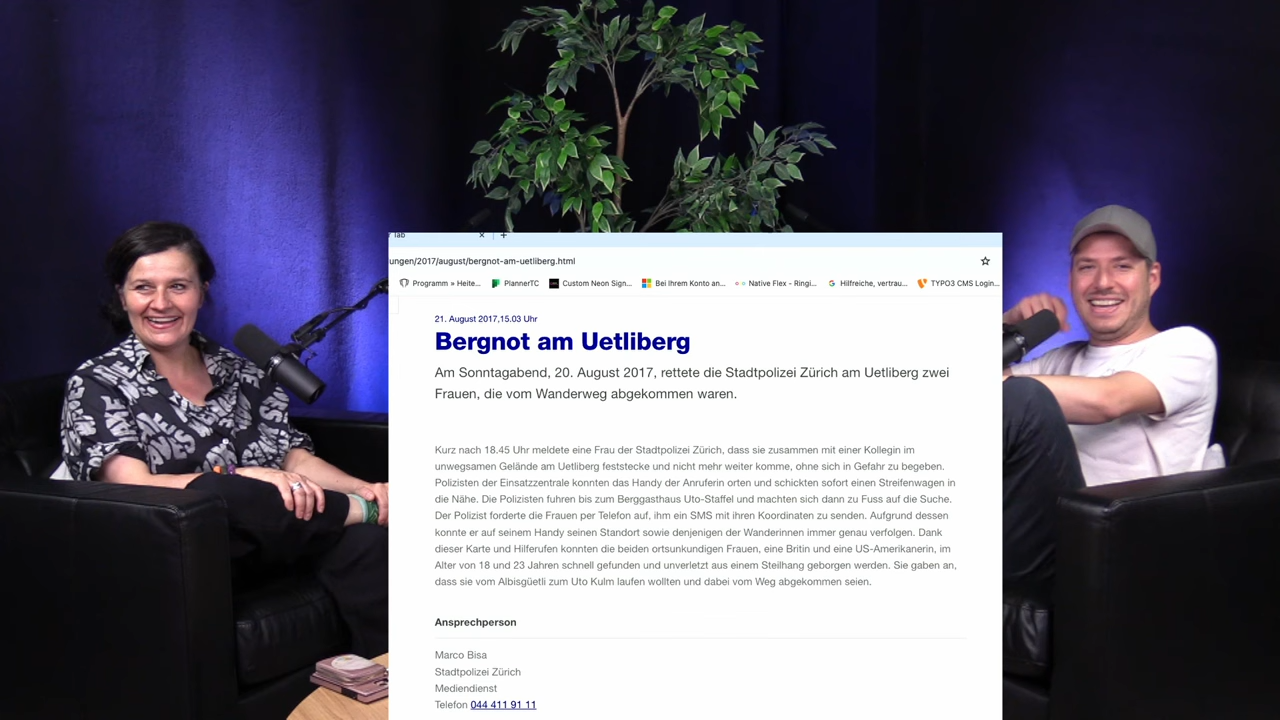 Tab
ungen/2017/august/bergnot-am-uetliberg.html
Programm » Heite... PlannerTC Custom Neon Sign... Bei Ihrem Konto an... Native Flex - Ringi... Hilfreiche, vertrau... TYPO3 CMS Login...
21. August 2017,15.03 Uhr
Bergnot am Uetliberg
Am Sonntagabend, 20. August 2017, rettete die Stadtpolizei Zürich am Uetliberg zwei
Frauen, die vom Wanderweg abgekommen waren.
Kurz nach 18.45 Uhr meldete eine Frau der Stadtpolizei Zürich, dass sie zusammen mit einer Kollegin im
unwegsamen Gelände am Uetliberg feststecke und nicht mehr weiter komme, ohne sich in Gefahr zu begeben.
Polizisten der Einsatzzentrale konnten das Handy der Anruferin orten und schickten sofort einen Streifenwagen in
die Nähe. Die Polizisten fuhren bis zum Berggasthaus Uto-Staffel und machten sich dann zu Fuss auf die Suche.
Der Polizist forderte die Frauen per Telefon auf, ihm ein SMS mit ihren Koordinaten zu senden. Aufgrund dessen
konnte er auf seinem Handy seinen Standort sowie denjenigen der Wanderinnen immer genau verfolgen. Dank
dieser Karte und Hilferufen konnten die beiden ortsunkundigen Frauen, eine Britin und eine US-Amerikanerin, im
Alter von 18 und 23 Jahren schnell gefunden und unverletzt aus einem Steilhang geborgen werden. Sie gaben an,
dass sie vom Albisgüetli zum Uto Kulm laufen wollten und dabei vom Weg abgekommen seien.
Ansprechperson
Marco Bisa
Stadtpolizei Zürich
Mediendienst
Telefon 044 411 91 11